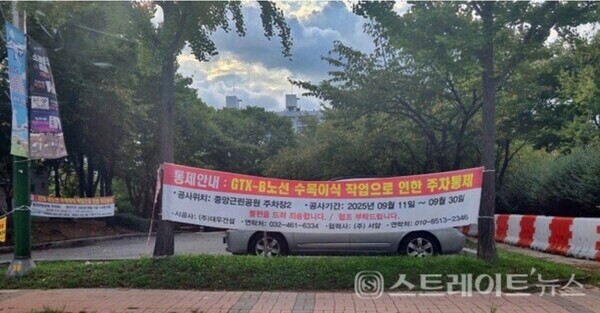 통제안내 : GTX-B노선 수목이식 작업으로 인한 주차통제
• 공사위치: 중앙근린공원 주차장2 • 공사기간: 2025년 09월 11일 ~ 09월 30일
불편을 드려 죄송합니다. / 협조 부탁드립니다.
• 시공사: (주)대우건설 • 연락처: 032-461-6334 • 협력사: ㈜ 서람 • 연락처: 010-8513-2346
스트레이트뉴스